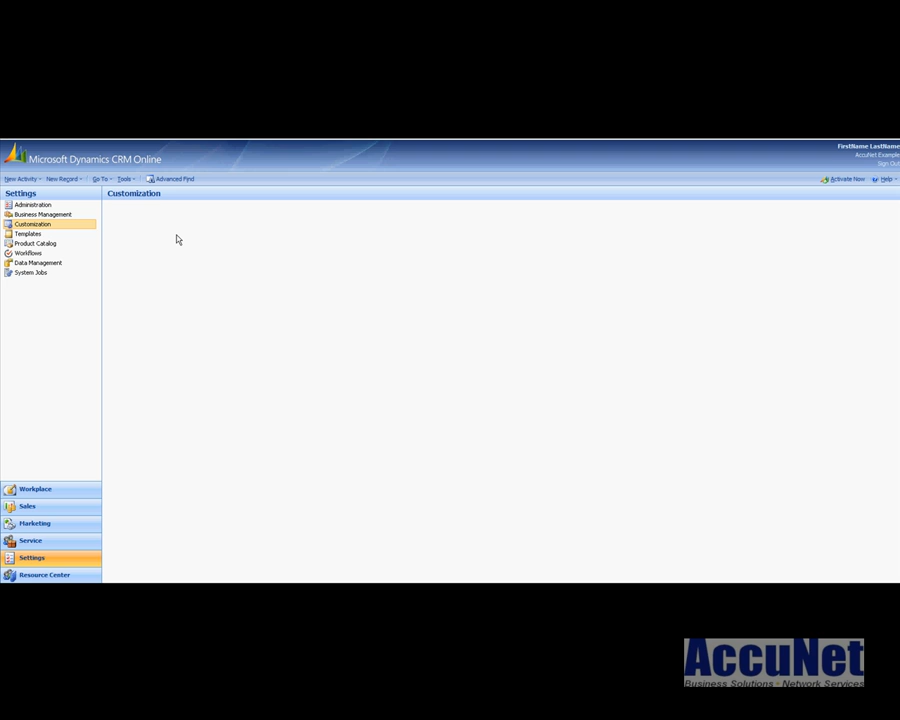 Microsoft Dynamics CRM Online
FirstName LastName
AccuNet Example
Sign Out
New Activity
New Record
Go To
Tools
Advanced Find
Activate Now
Help
Settings
Customization
Administration
Business Management
Customization
Templates
Product Catalog
Workflows
Data Management
System Jobs
Workplace
Sales
Marketing
Service
Settings
Resource Center
AccuNet
Business Solutions - Network Services